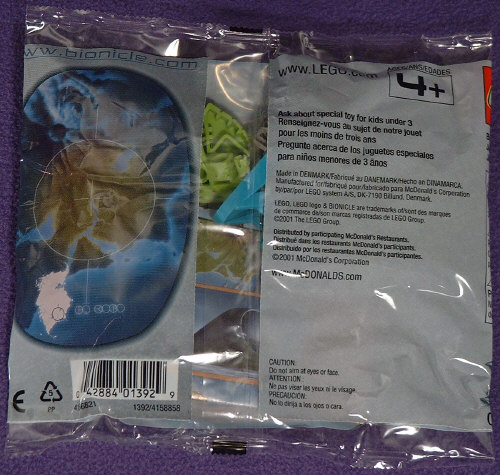 www.bionicle.com
www.LEGO.com
AGES/ANS/EDADES
4+
Ask about special toy for kids under 3
Renseignez-vous au sujet de notre jouet
pour les moins de trois ans
Pregunte acerca de los juguetes especiales
para niños menores de 3 años
Made in DENMARK/Fabriqué au DANEMARK/Hecho en DINAMARCA.
Manufactured for/fabriqué pour/fabricado para McDonald's Corporation
by/par/por LEGO system A/S, DK-7190 Billund, Denmark.
LEGO, LEGO logo & BIONICLE are trademarks of/sont des marques
de commerce de/son marcas registradas de LEGO Group.
©2001 The LEGO Group.
Distributed by participating McDonald's Restaurants.
Distribué dans les restaurants McDonald's participants.
Distribuido por los restaurantes McDonald's participantes.
©2001 McDonald's Corporation
www.McDONALDS.com
CAUTION:
Do not aim at eyes or face.
ATTENTION:
Ne pas viser les yeux ni le visage.
PRECAUCIÓN:
No lo dirija a los ojos o cara.
CE
5
PP
0 42884 01392 9
1392/4158858